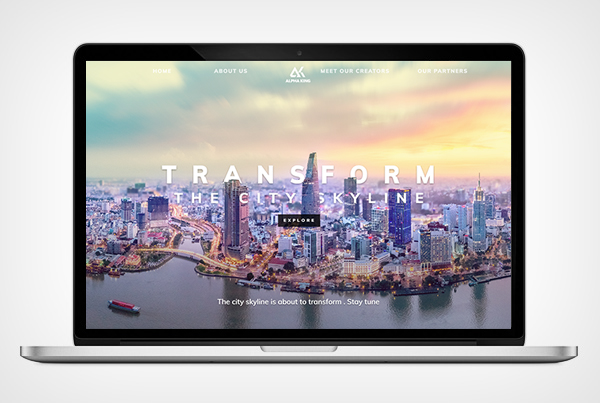 HOME
ABOUT US
ALPHA KING
MEET OUR CREATORS
OUR PARTNERS
TRANSFORM
THE CITY SKYLINE
EXPLORE
The city skyline is about to transform . Stay tune